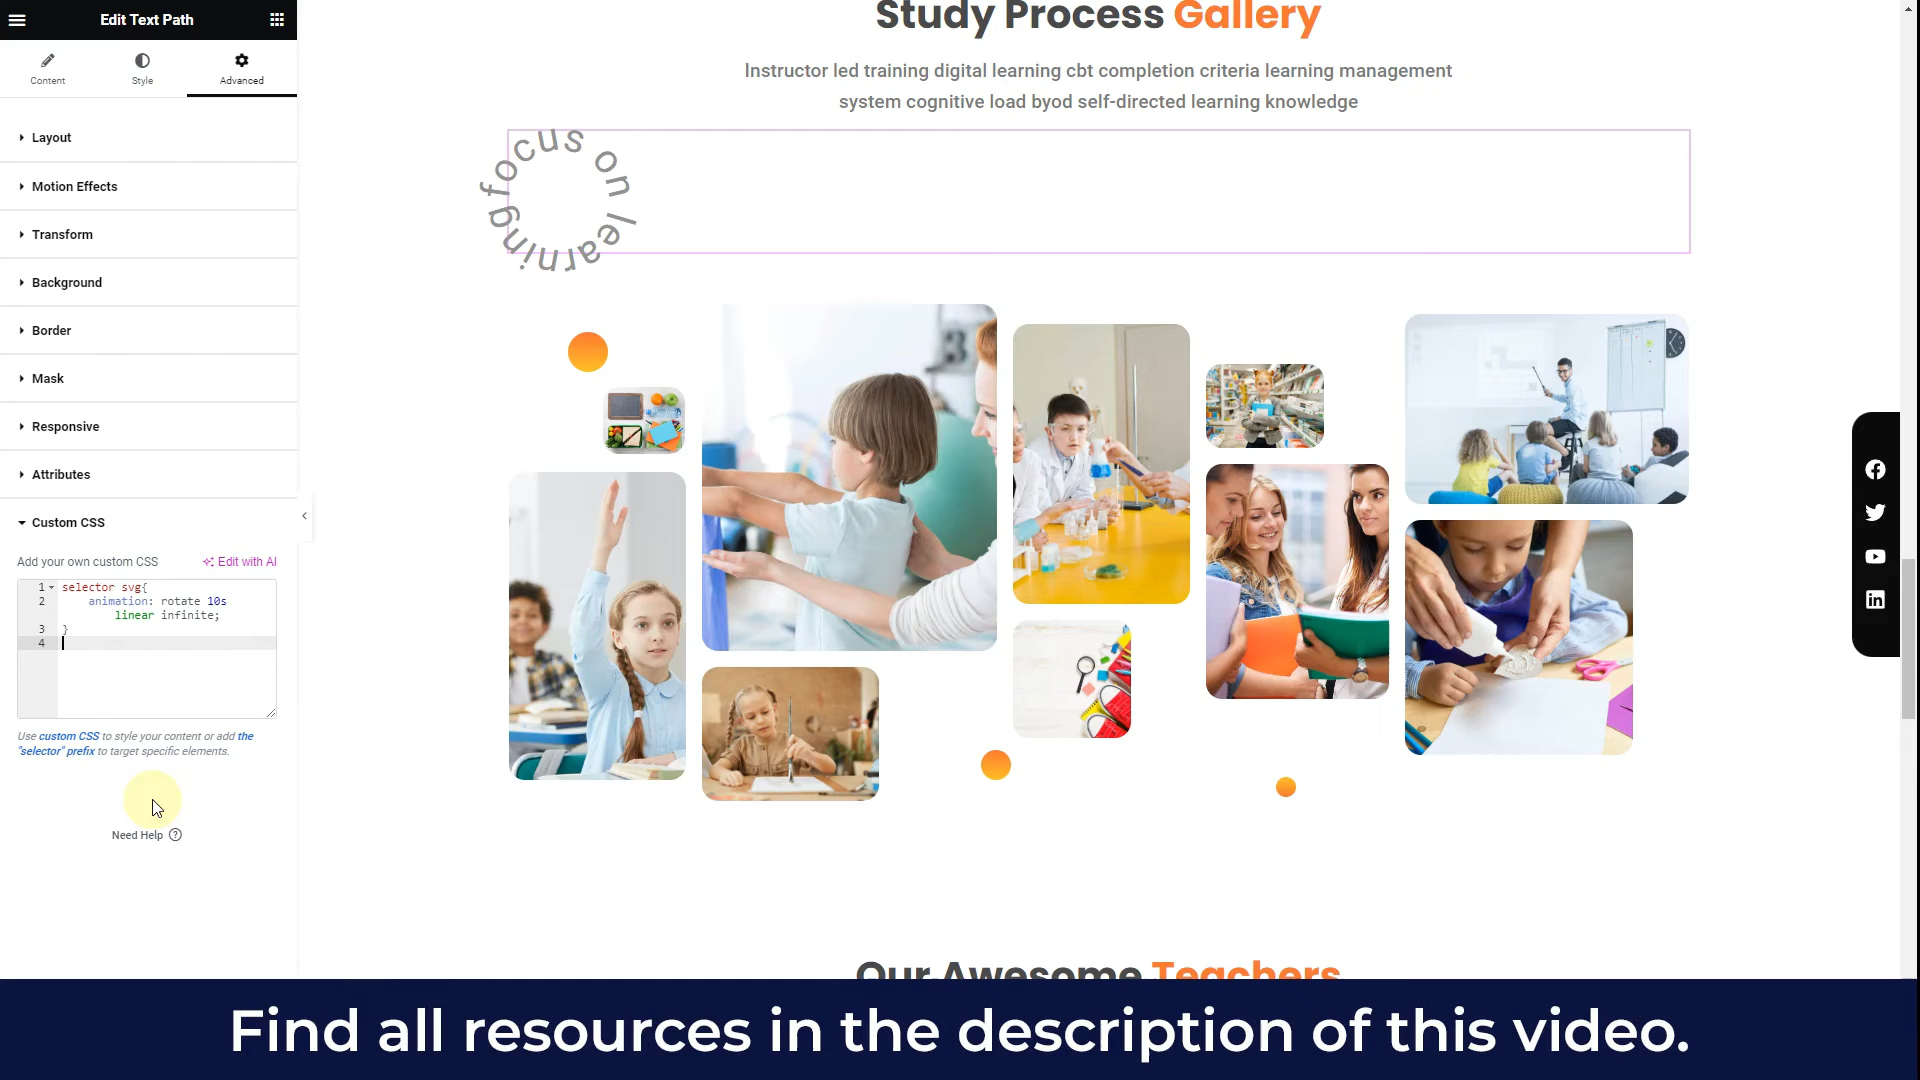 Edit Text Path
Content
Style
Advanced
Layout
Motion Effects
Transform
Background
Border
Mask
Responsive
Attributes
Custom CSS
Add your own custom CSS
Edit with AI
1 selector svg{
2 animation: rotate 10s
linear infinite;
3 }
4
Use custom CSS to style your content or add the
"selector" prefix to target specific elements.
Need Help
Study Process Gallery
Instructor led training digital learning cbt completion criteria learning management
system cognitive load byod self-directed learning knowledge
focus on learning
Our Awesome Teachers
Find all resources in the description of this video.